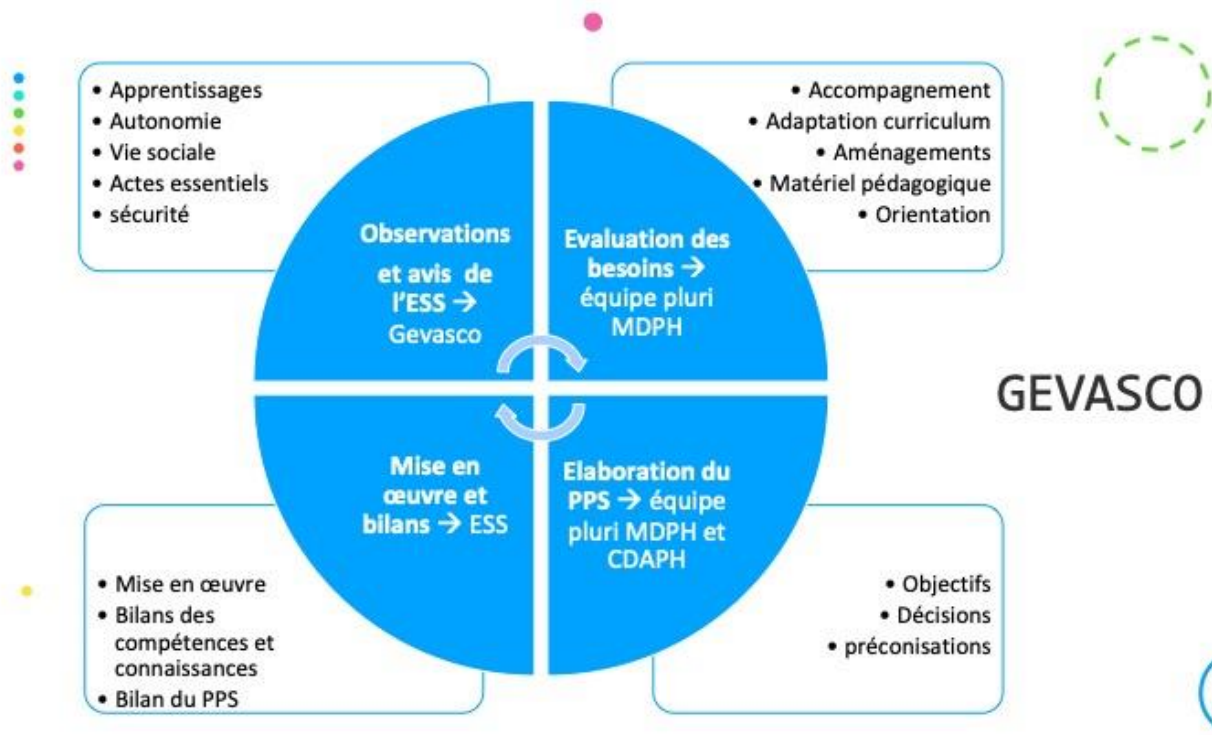 • Apprentissages
• Autonomie
• Vie sociale
• Actes essentiels
• sécurité
• Accompagnement
• Adaptation curriculum
• Aménagements
• Matériel pédagogique
• Orientation
Observations
et avis de
l'ESS →
Gevasco
Evaluation des
besoins →
équipe pluri
MDPH
GEVASCO
Mise en
œuvre et
bilans → ESS
Elaboration du
PPS → équipe
pluri MDPH et
CDAPH
• Mise en œuvre
• Bilans des
compétences et
connaissances
• Bilan du PPS
• Objectifs
• Décisions
• préconisations